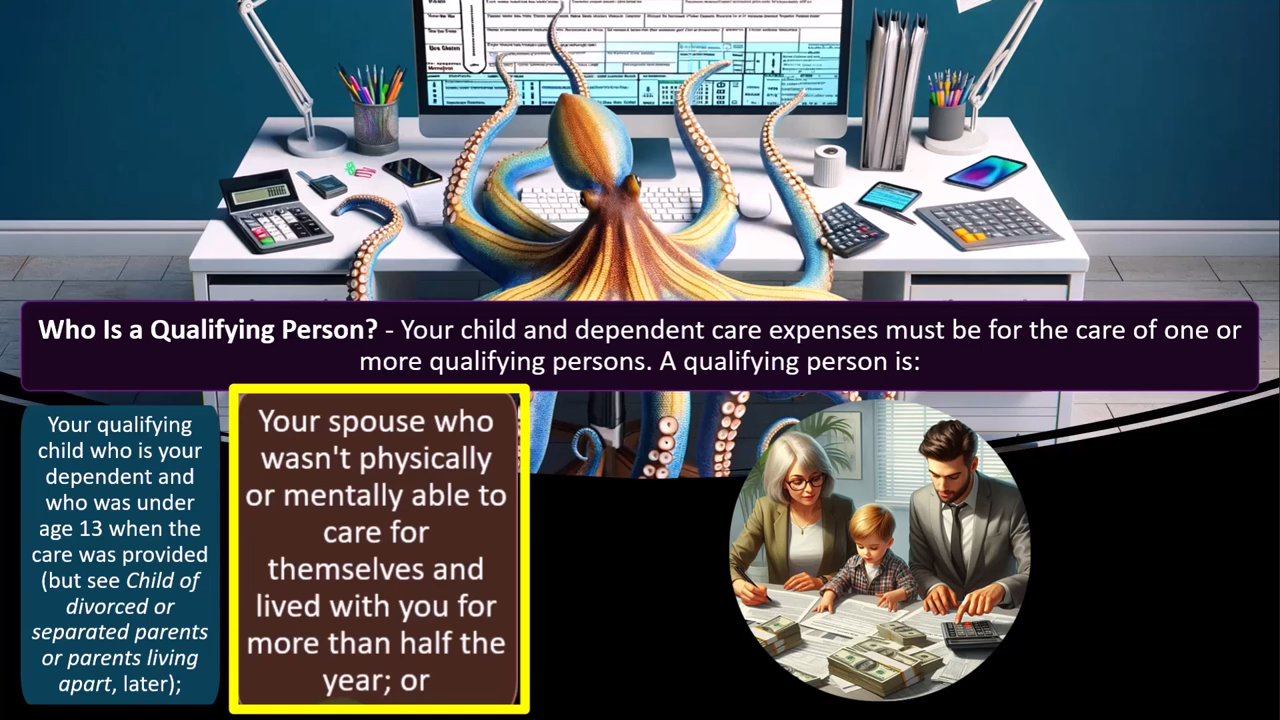 Who Is a Qualifying Person? - Your child and dependent care expenses must be for the care of one or
more qualifying persons. A qualifying person is:
Your qualifying
child who is your
dependent and
who was under
age 13 when the
care was provided
(but see Child of
divorced or
separated parents
or parents living
apart, later);
Your spouse who
wasn't physically
or mentally able to
care for
themselves and
lived with you for
more than half the
year; or